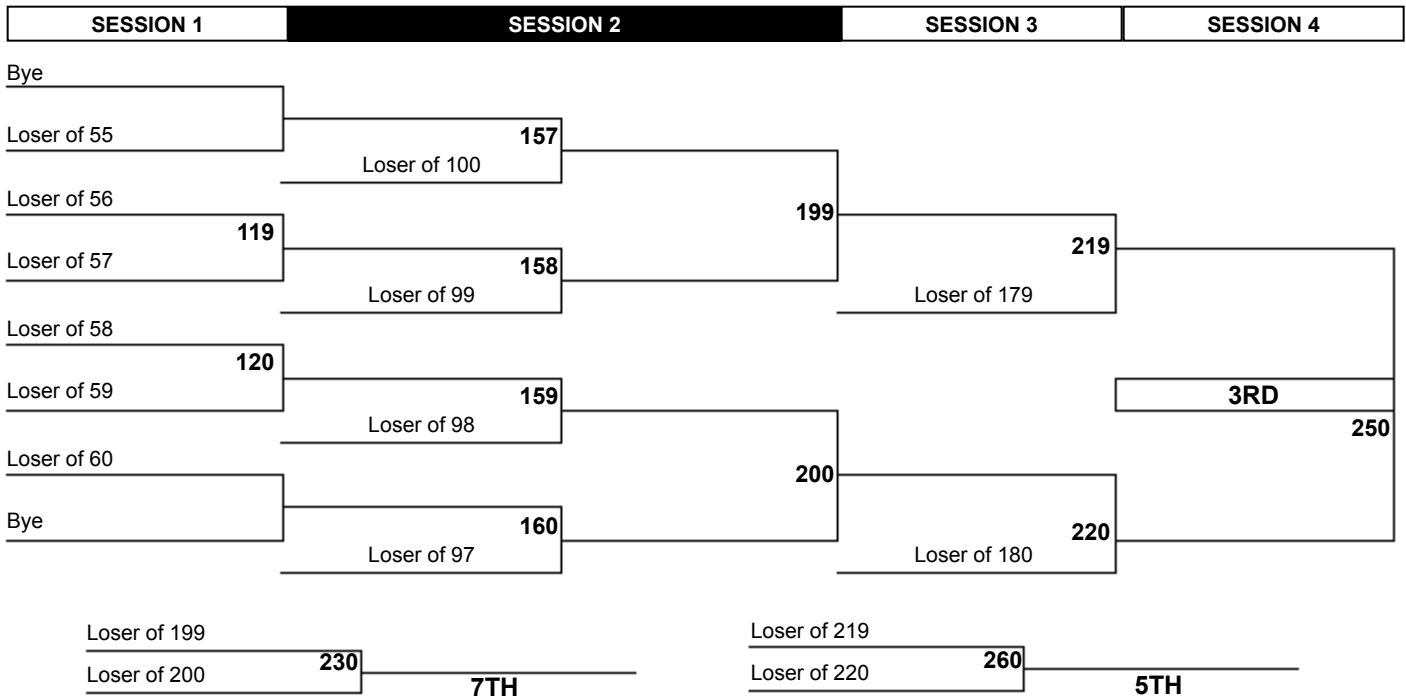 SESSION 1 SESSION 2 SESSION 3 SESSION 4
Bye
Loser of 55
157
Loser of 100
Loser of 56
199
119
Loser of 57
158
219
Loser of 99
Loser of 179
Loser of 58
120
Loser of 59
159
3RD
Loser of 98
250
Loser of 60
200
Bye
160
220
Loser of 97
Loser of 180
Loser of 199
230
Loser of 200
7TH
Loser of 219
260
Loser of 220
5TH